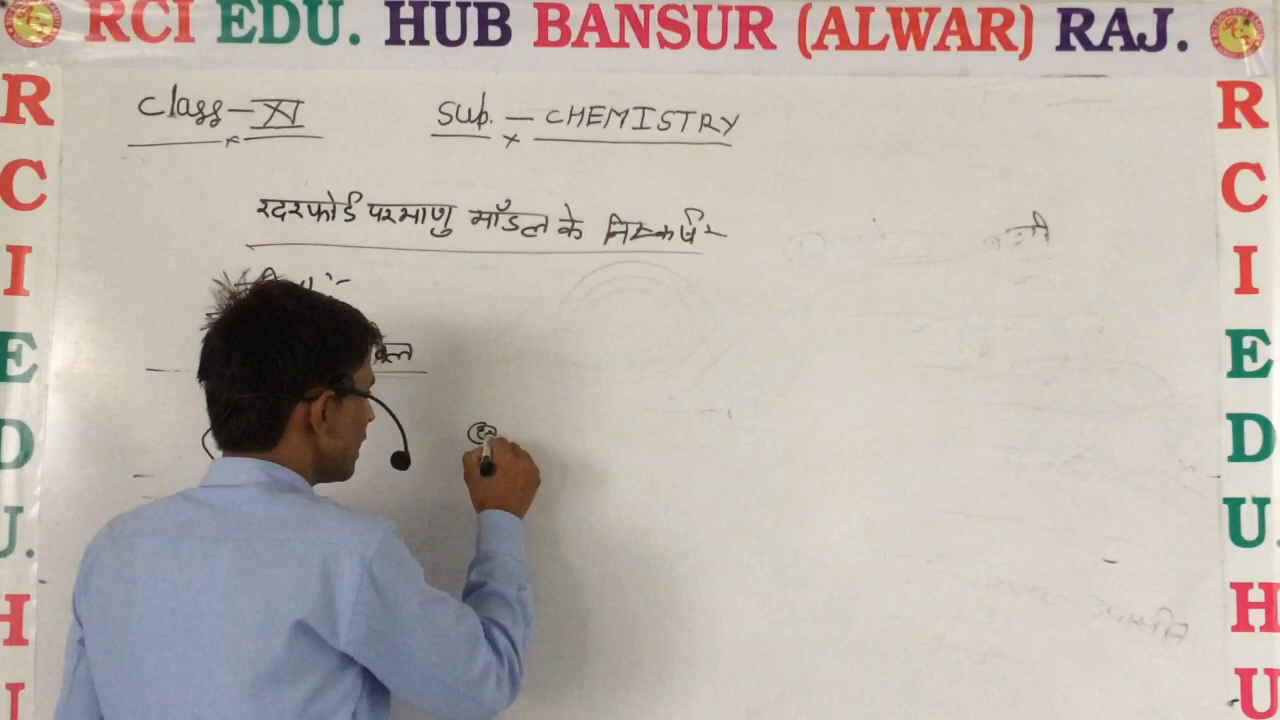 RCI EDU. HUB BANSUR (ALWAR) RAJ.
Class - XI
Sub. - CHEMISTRY
रदरफोर्ड परमाणु मॉडल के निष्कर्ष
R
C
I
E
D
U.
H
R
C
I
E
D
U.
H
U